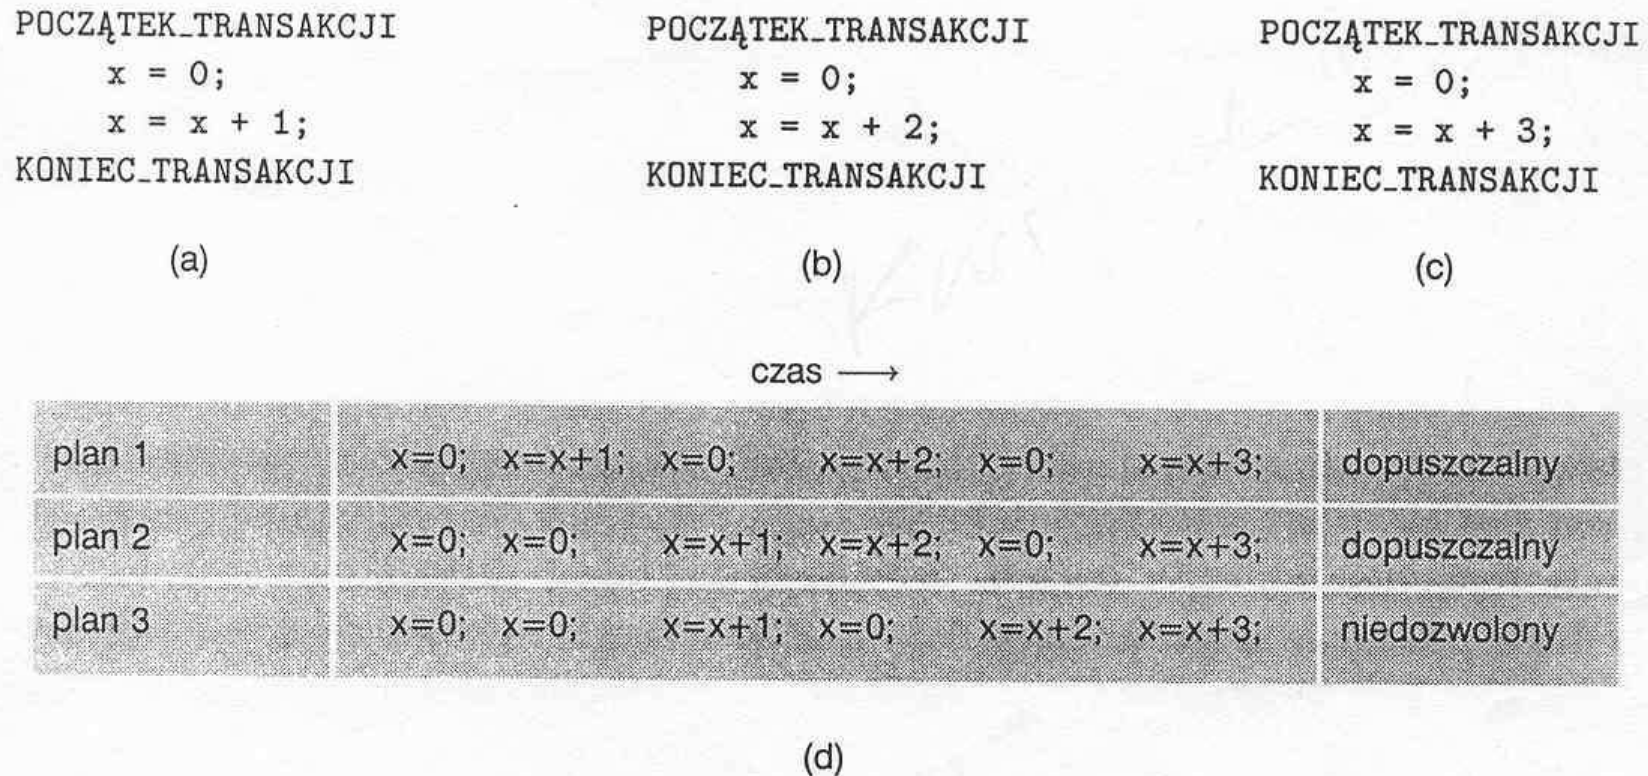 POCZĄTEK_TRANSAKCJI
x = 0;
x = x + 1;
KONIEC_TRANSAKCJI
(a)
POCZĄTEK_TRANSAKCJI
x = 0;
x = x + 2;
KONIEC_TRANSAKCJI
(b)
POCZĄTEK_TRANSAKCJI
x = 0;
x = x + 3;
KONIEC_TRANSAKCJI
(c)
czas →
plan 1 x=0; x=x+1; x=0; x=x+2; x=0; x=x+3; dopuszczalny
plan 2 x=0; x=0; x=x+1; x=x+2; x=0; x=x+3; dopuszczalny
plan 3 x=0; x=0; x=x+1; x=0; x=x+2; x=x+3; niedozwolony
(d)